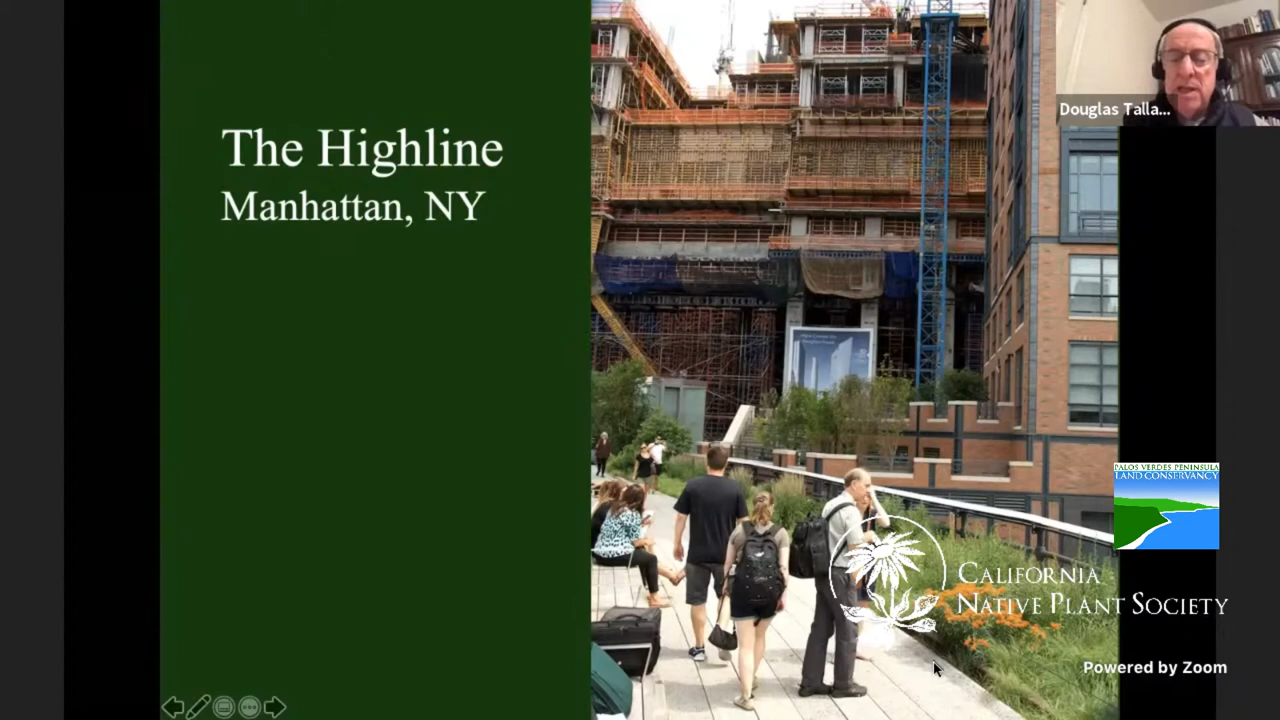 The Highline
Manhattan, NY
Douglas Talla...
PALOS VERDES PENINSULA
LAND CONSERVANCY
CALIFORNIA
NATIVE PLANT SOCIETY
Powered by Zoom